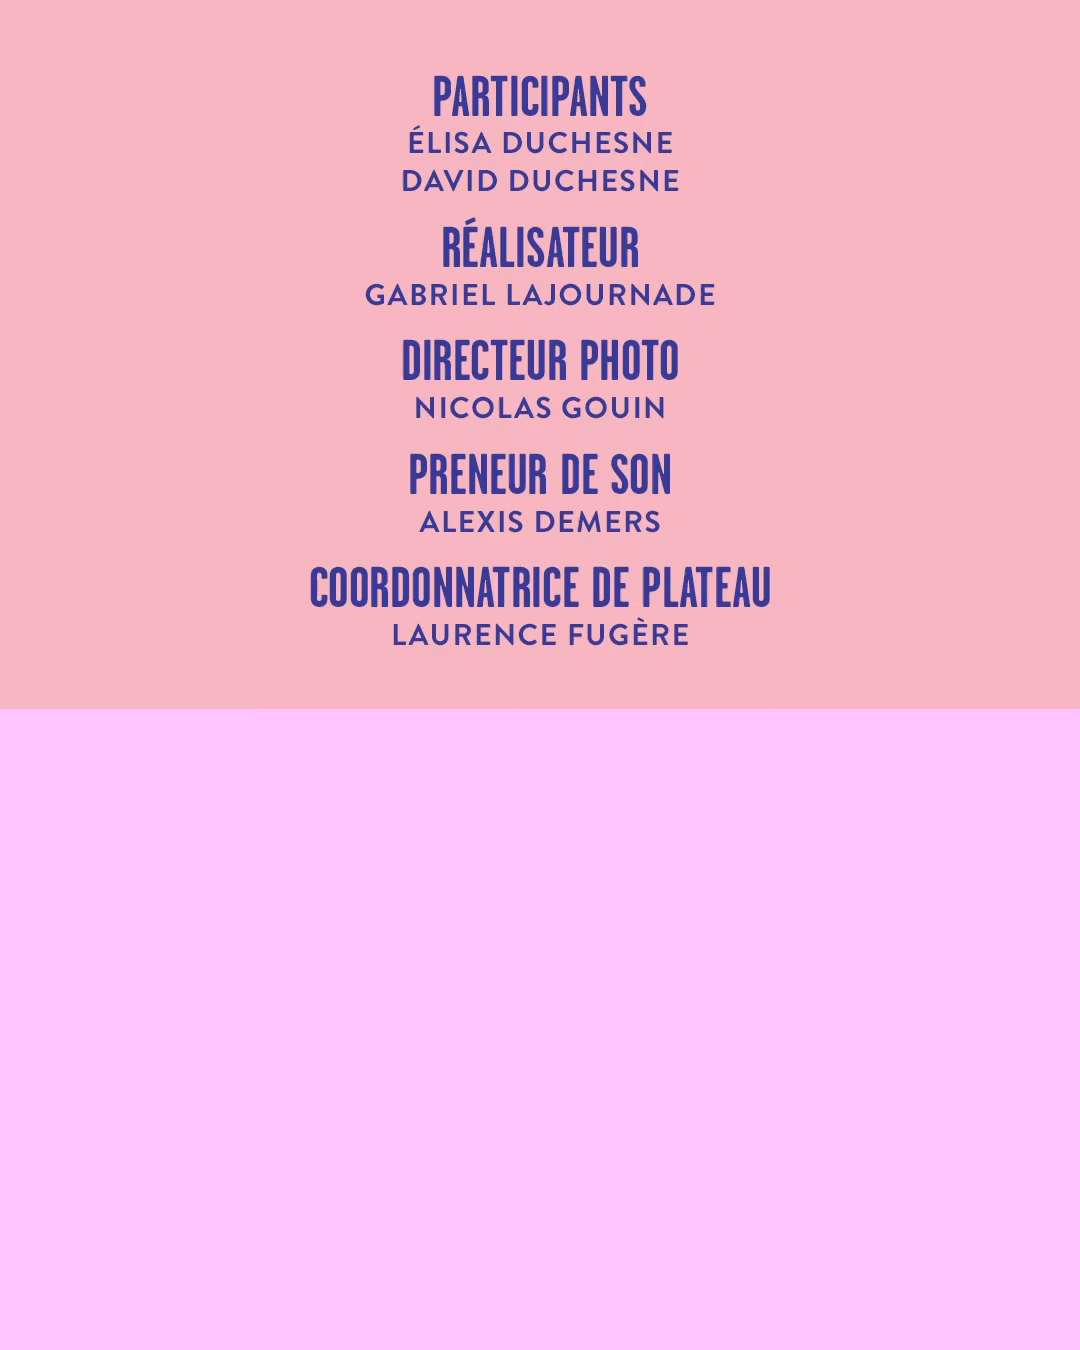 PARTICIPANTS
ÉLISA DUCHESNE
DAVID DUCHESNE
RÉALISATEUR
GABRIEL LAJOURNADE
DIRECTEUR PHOTO
NICOLAS GOUIN
PRENEUR DE SON
ALEXIS DEMERS
COORDONNATRICE DE PLATEAU
LAURENCE FUGÈRE